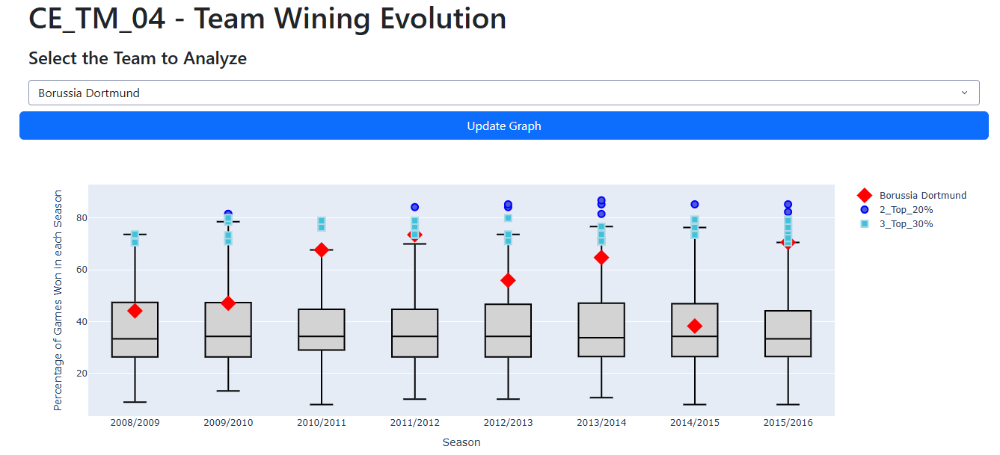 CE_TM_04 - Team Wining Evolution
Select the Team to Analyze
Borussia Dortmund
Update Graph
Percentage of Games Won in each Season
80
60
40
20
2008/2009
2009/2010
2010/2011
2011/2012
2012/2013
2013/2014
2014/2015
2015/2016
Season
Borussia Dortmund
2_Top_20%
3_Top_30%